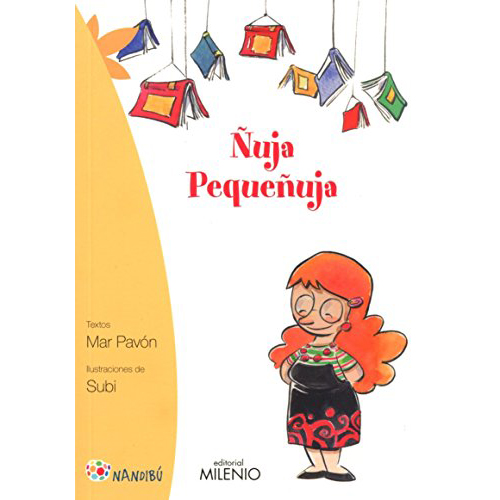 Ñuja
Pequeñuja
Textos
Mar Pavón
Ilustraciones de
Subi
NANDIBÚ
editorial
MILENIO